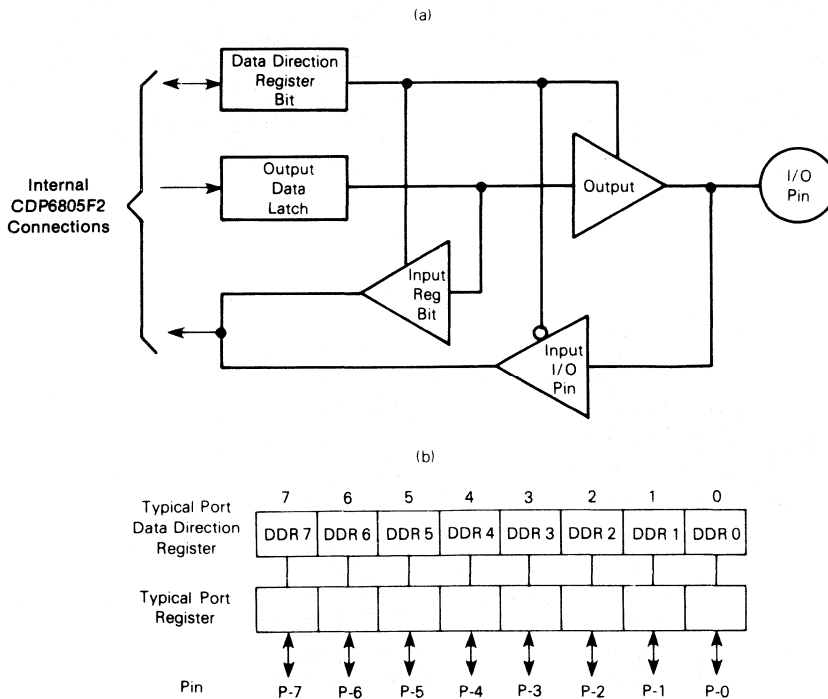 (a)
Data Direction
Register
Bit
Internal
CDP6805F2
Connections
Output
Data
Latch
Output
I/O
Pin
Input
Reg
Bit
Input
I/O
Pin
(b)
7 6 5 4 3 2 1 0
Typical Port
Data Direction
Register
DDR 7 DDR 6 DDR 5 DDR 4 DDR 3 DDR 2 DDR 1 DDR 0
Typical Port
Register
Pin P-7 P-6 P-5 P-4 P-3 P-2 P-1 P-0